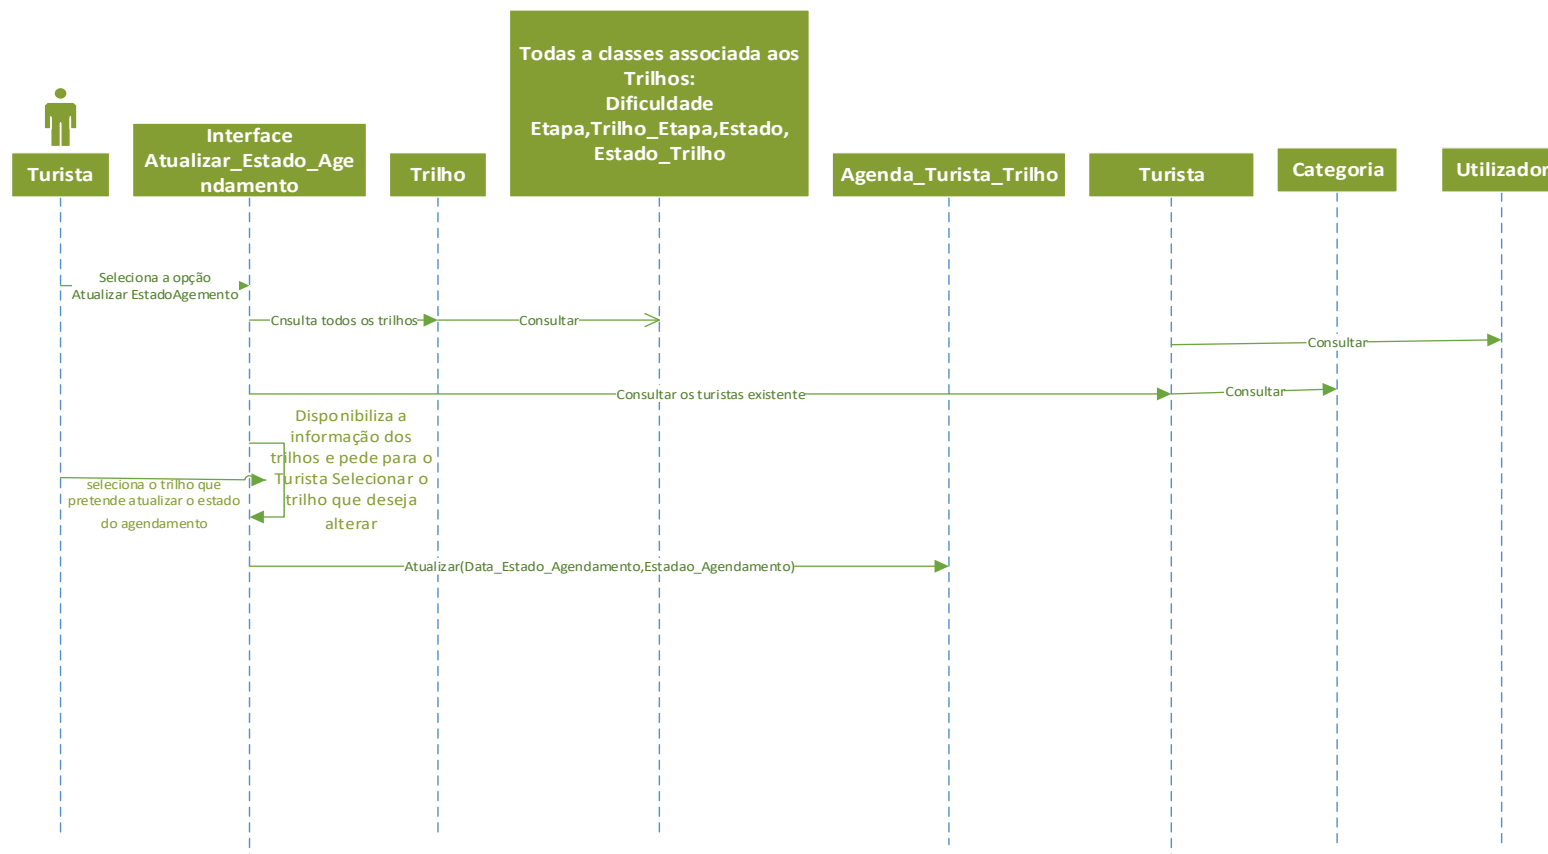 Todas a classes associada aos
Trilhos:
Dificuldade
Etapa,Trilho_Etapa,Estado,
Estado_Trilho
Turista
Interface
Atualizar_Estado_Age
ndamento
Trilho
Agenda_Turista_Trilho
Turista
Categoria
Utilizador
Seleciona a opção
Atualizar EstadoAgemento
Cnsulta todos os trilhos
Consultar
Consultar
Consultar os turistas existente
Consultar
Disponibiliza a
informação dos
trilhos e pede para o
Turista Selecionar o
trilho que deseja
alterar
seleciona o trilho que
pretende atualizar o estado
do agendamento
Atualizar(Data_Estado_Agendamento,Estadao_Agendamento)